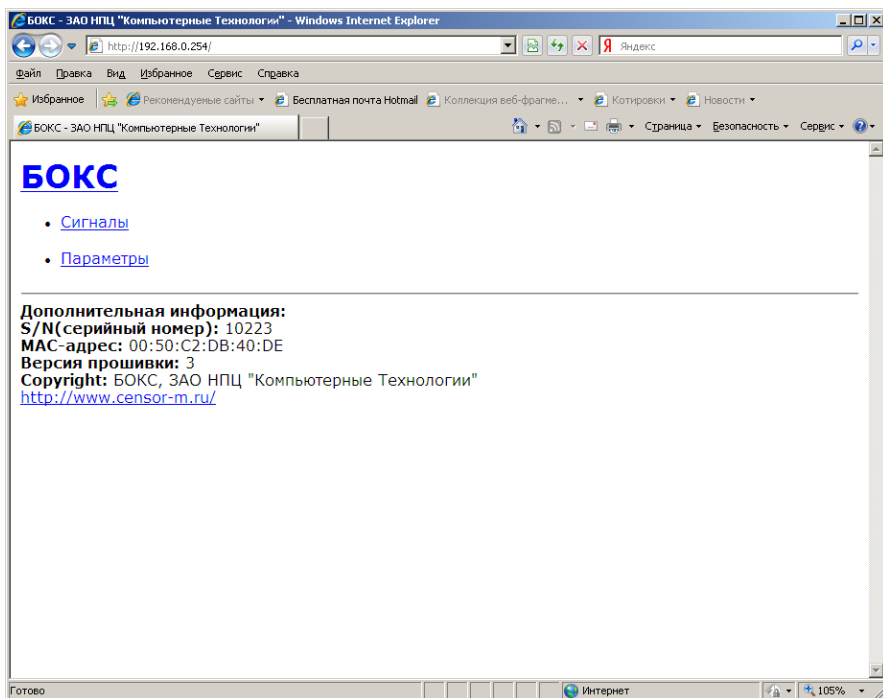 БОКС - ЗАО НПЦ "Компьютерные Технологии" - Windows Internet Explorer
http://192.168.0.254/
Яндекс
Файл Правка Вид Избранное Сервис Справка
Избранное Рекомендуемые сайты Бесплатная почта Hotmail Коллекция веб-фрагме... Котировки Новости
БОКС - ЗАО НПЦ "Компьютерные Технологии" Страница Безопасность Сервис
БОКС
Сигналы
Параметры
Дополнительная информация:
S/N(серийный номер): 10223
MAC-адрес: 00:50:C2:DB:40:DE
Версия прошивки: 3
Copyright: БОКС, ЗАО НПЦ "Компьютерные Технологии"
http://www.censor-m.ru/
Готово Интернет 105%